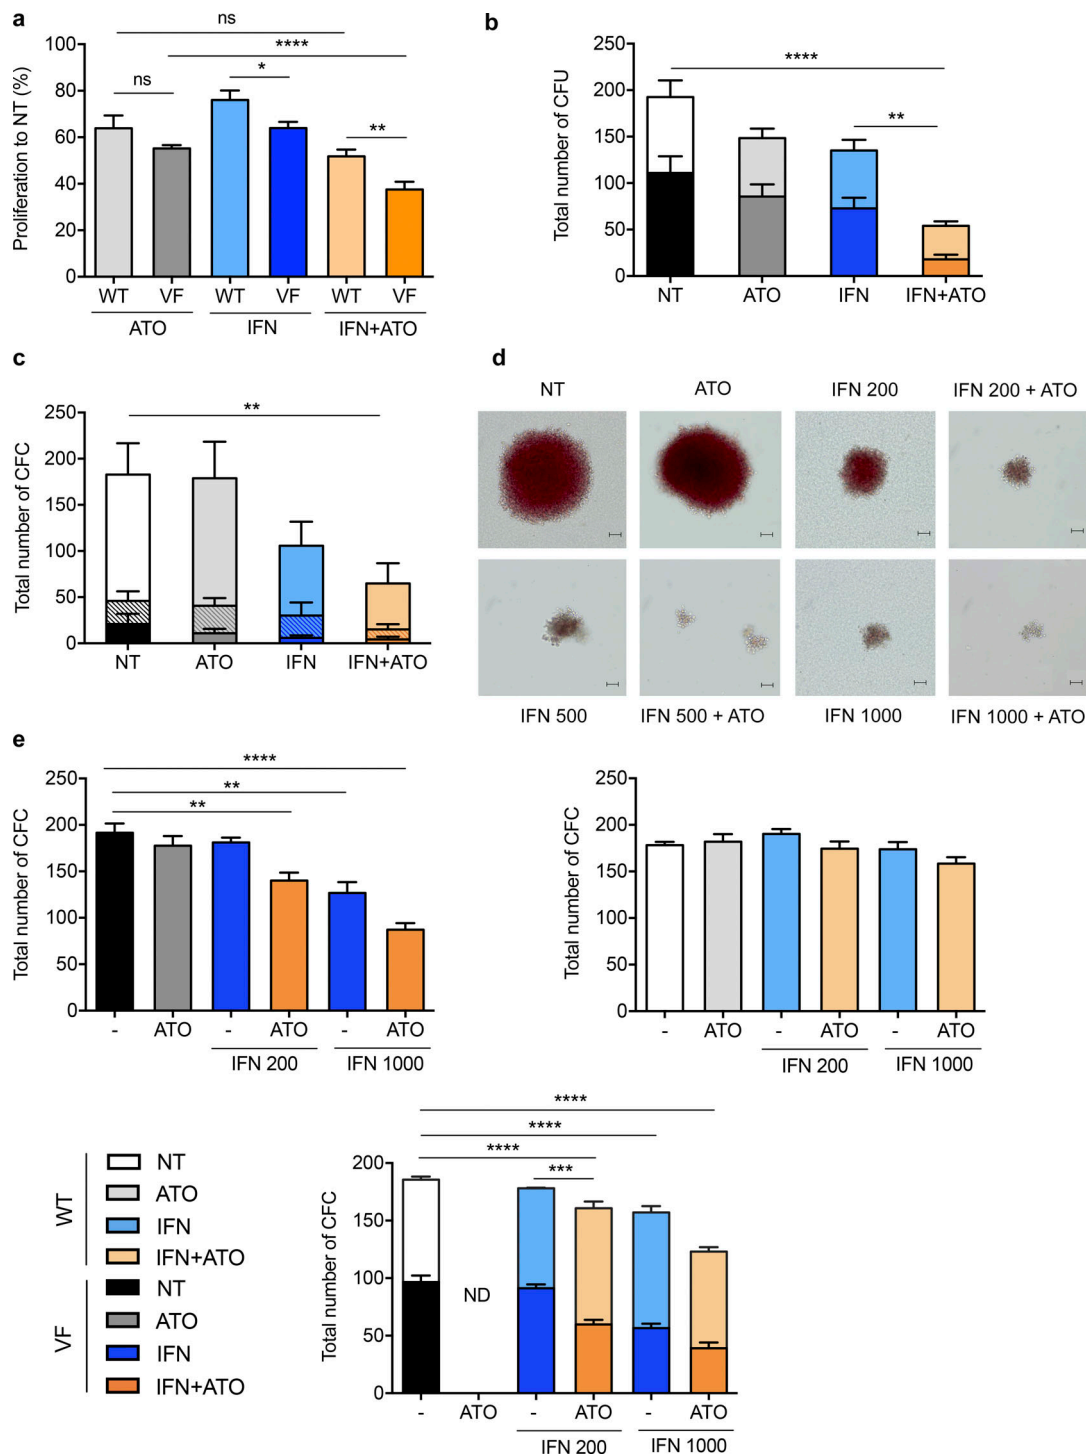 a
ns
****
*
ns
**
Proliferation to NT (%)
100
80
60
40
20
0
WT VF WT VF WT VF
ATO IFN IFN+ATO
b
****
**
Total number of CFU
250
200
150
100
50
0
NT ATO IFN IFN+ATO
c
**
Total number of CFC
250
200
150
100
50
0
NT ATO IFN IFN+ATO
d
NT ATO IFN 200 IFN 200 + ATO
IFN 500 IFN 500 + ATO IFN 1000 IFN 1000 + ATO
e
****
**
**
Total number of CFC
250
200
150
100
50
0
- ATO - ATO - ATO
IFN 200 IFN 1000
Total number of CFC
250
200
150
100
50
0
- ATO - ATO - ATO
IFN 200 IFN 1000
WT
NT
ATO
IFN
IFN+ATO
VF
NT
ATO
IFN
IFN+ATO
****
****
****
***
Total number of CFC
200
150
100
50
0
ND
- ATO - ATO - ATO
IFN 200 IFN 1000